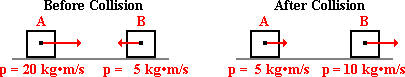 Before Collision
A B
p = 20 kg•m/s p = 5 kg•m/s
After Collision
A B
p = 5 kg•m/s p = 10 kg•m/s